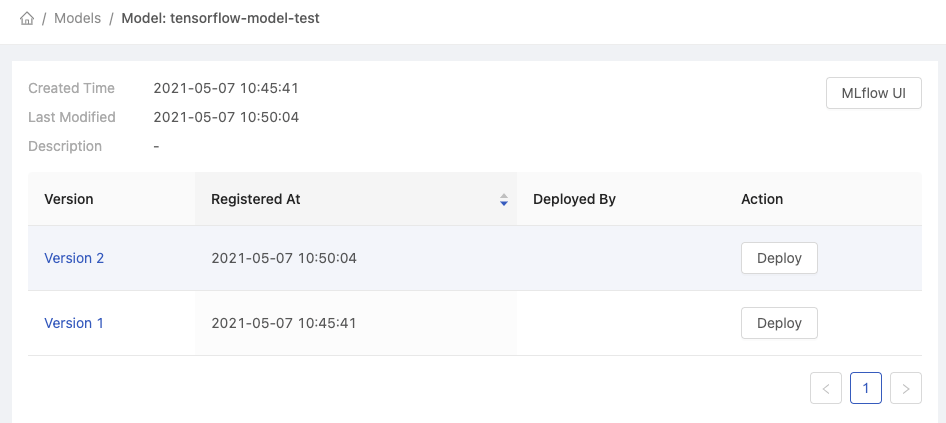 / Models / Model: tensorflow-model-test
Created Time 2021-05-07 10:45:41 MLflow UI
Last Modified 2021-05-07 10:50:04
Description -
Version Registered At Deployed By Action
Version 2 2021-05-07 10:50:04 Deploy
Version 1 2021-05-07 10:45:41 Deploy
< 1 >